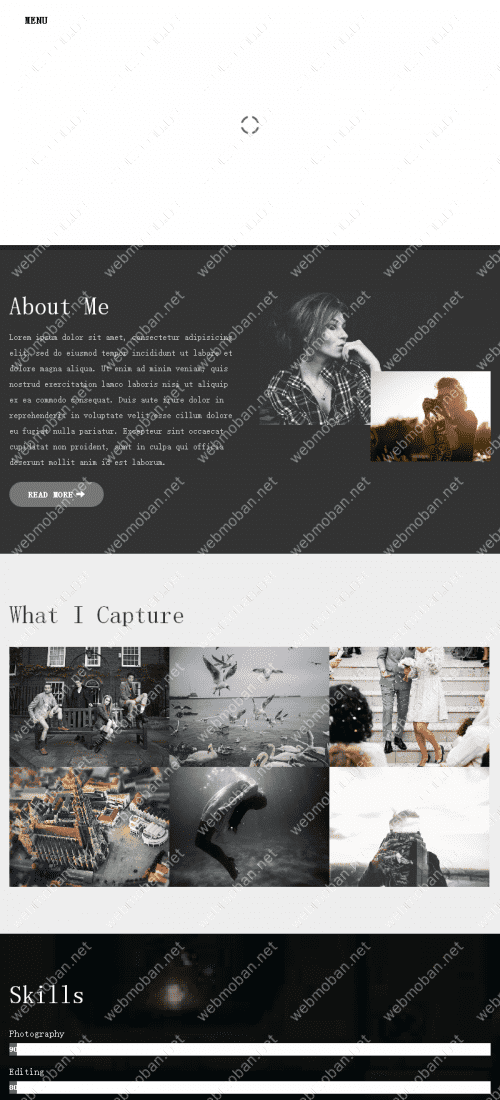 MENU
About Me
Lorem ipsum dolor sit amet, consectetur adipisicing
elit, sed do eiusmod tempor incididunt ut labore et
dolore magna aliqua. Ut enim ad minim veniam, quis
nostrud exercitation lamco laboris nisi ut aliquip
ex ea commodo consequat. Duis aute irure dolor in
reprehenderit in voluptate velit esse cillum dolore
eu fugiat nulla pariatur. Excepteur sint occaecat
cupidatat non proident, sunt in culpa qui officia
deserunt mollit anim id est laborum.
READ MORE
What I Capture
Skills
Photography
90
Editing
80
webmoban.net